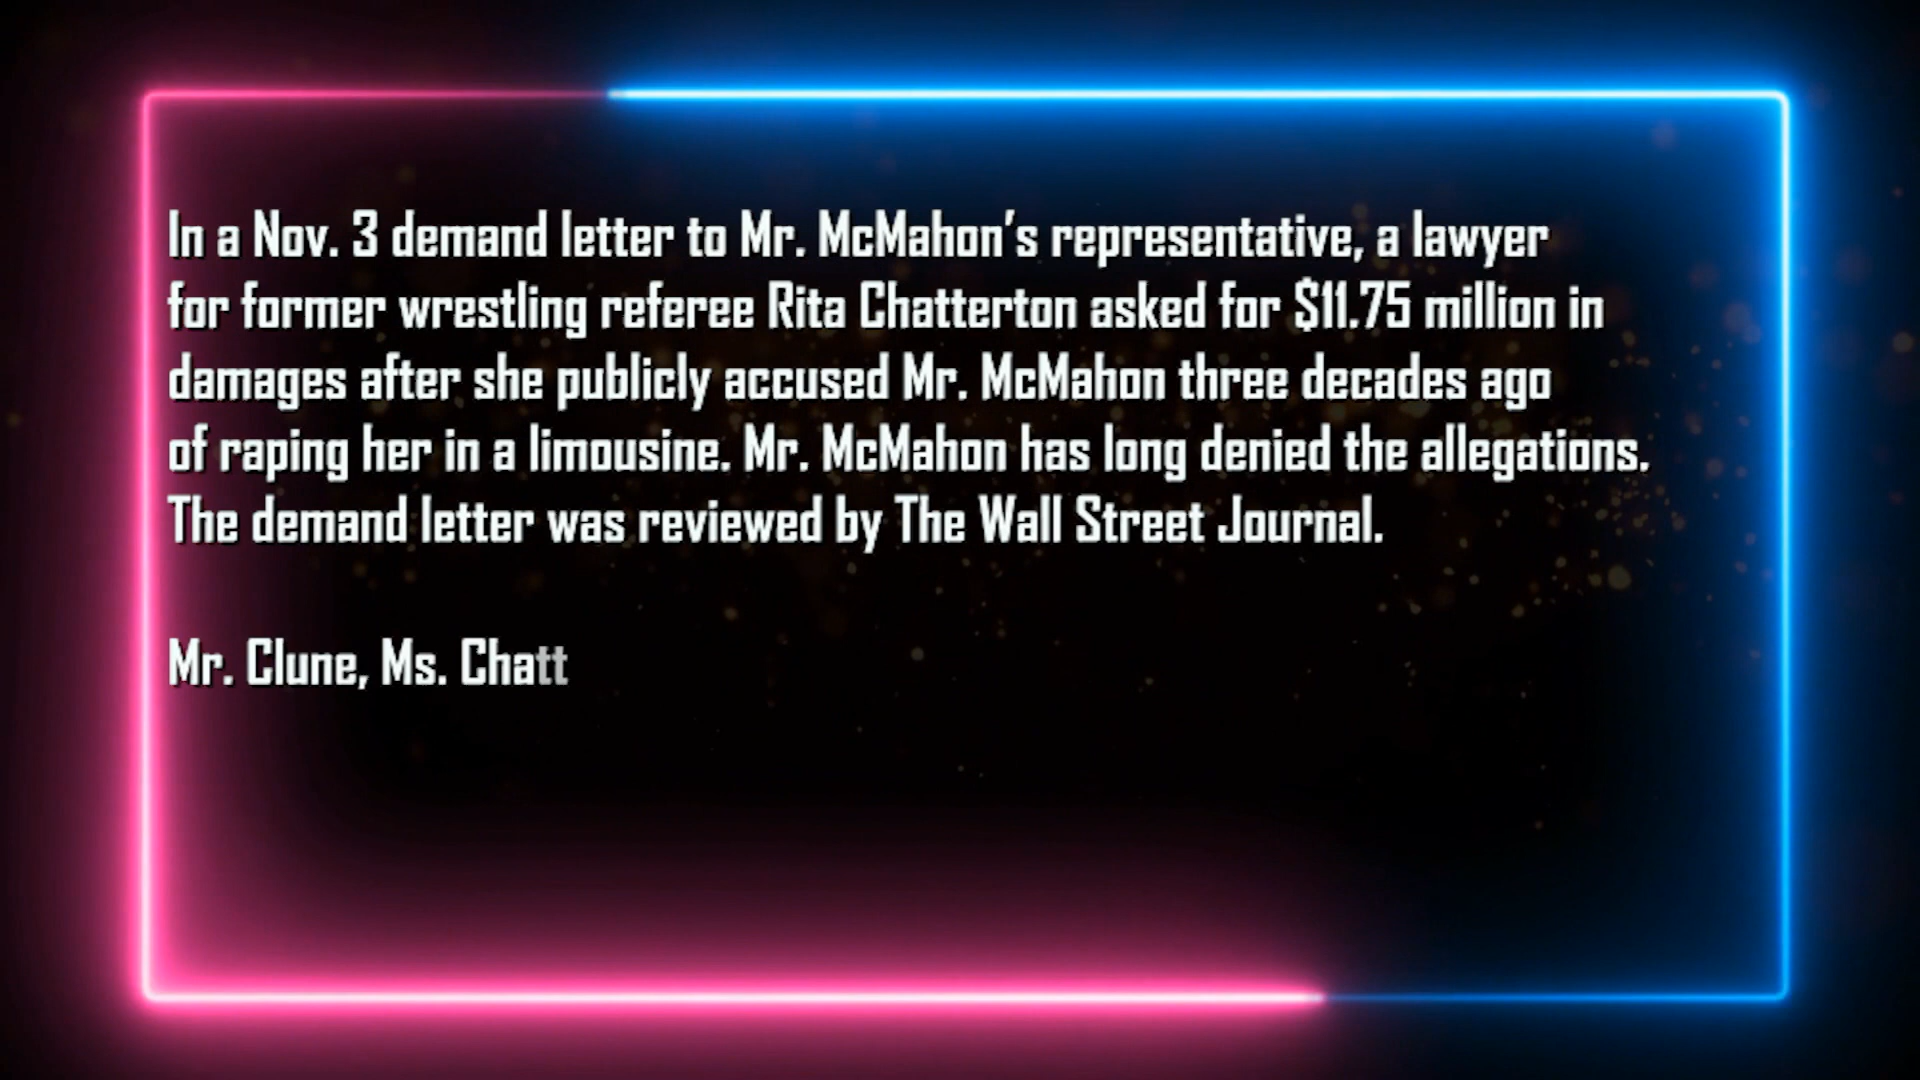 In a Nov. 3 demand letter to Mr. McMahon's representative, a lawyer
for former wrestling referee Rita Chatterton asked for $11.75 million in
damages after she publicly accused Mr. McMahon three decades ago
of raping her in a limousine. Mr. McMahon has long denied the allegations.
The demand letter was reviewed by The Wall Street Journal.
Mr. Clune, Ms. Chatt